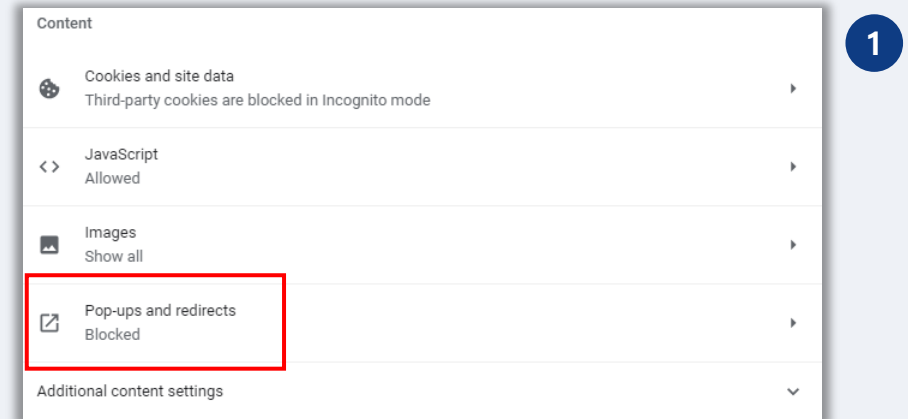 Content
1
Cookies and site data
Third-party cookies are blocked in Incognito mode
JavaScript
Allowed
Images
Show all
Pop-ups and redirects
Blocked
Additional content settings